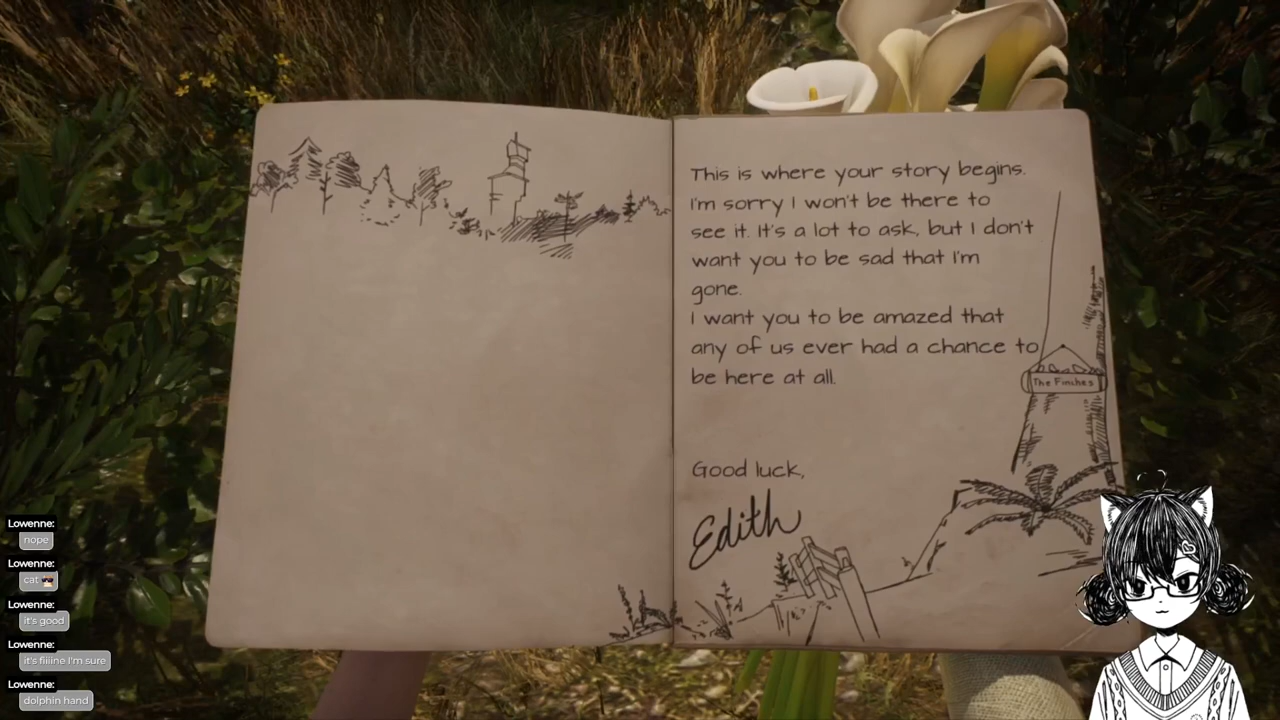 This is where your story begins.
I'm sorry I won't be there to
see it. It's a lot to ask, but I don't
want you to be sad that I'm
gone.
I want you to be amazed that
any of us ever had a chance to
be here at all.
The Finches
Good luck,
Edith
Lowenne:
nope
Lowenne:
cat
Lowenne:
it's good
Lowenne:
it's fiiine I'm sure
Lowenne:
dolphin hand